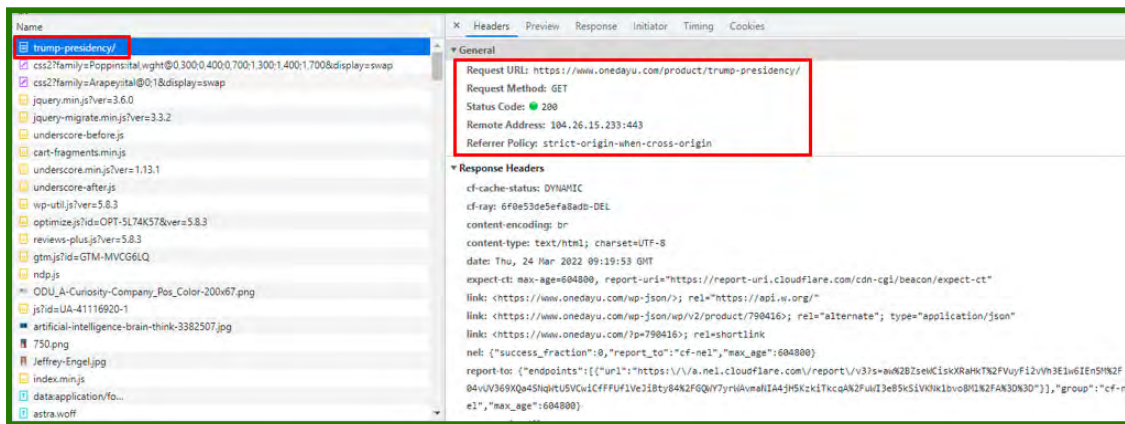 Name
× Headers Preview Response Initiator Timing Cookies
trump-presidency/
css2?family=Poppins:ital,wght@0,300;0,400;0,700;1,300;1,400;1,700&display=swap
css2?family=Arapey:ital@0;1&display=swap
jquery.min.js?ver=3.6.0
jquery-migrate.min.js?ver=3.3.2
underscore-before.js
cart-fragments.min.js
underscore.min.js?ver=1.13.1
underscore-after.js
wp-util.js?ver=5.8.3
optimize.js?id=OPT-5L74K57&ver=5.8.3
reviews-plus.js?ver=5.8.3
gtm.js?id=GTM-MVCG6LQ
ndp.js
ODU_A-Curiosity-Company_Pos_Color-200x67.png
js?id=UA-41116920-1
artificial-intelligence-brain-think-3382507.jpg
750.png
Jeffrey-Engel.jpg
index.min.js
data:application/fo...
astra.woff
General
Request URL: https://www.onedayu.com/product/trump-presidency/
Request Method: GET
Status Code: 200
Remote Address: 104.26.15.233:443
Referrer Policy: strict-origin-when-cross-origin
Response Headers
cf-cache-status: DYNAMIC
cf-ray: 6f0e53de5efa8adb-DEL
content-encoding: br
content-type: text/html; charset=UTF-8
date: Thu, 24 Mar 2022 09:19:53 GMT
expect-ct: max-age=604800, report-uri="https://report-uri.cloudflare.com/cdn-cgi/beacon/expect-ct"
link: <https://www.onedayu.com/wp-json/>; rel="https://api.w.org/"
link: <https://www.onedayu.com/wp-json/wp/v2/product/790416>; rel="alternate"; type="application/json"
link: <https://www.onedayu.com/?p=790416>; rel=shortlink
nel: {"success_fraction":0,"report_to":"cf-nel","max_age":604800}
report-to: {"endpoints":[{"url":"https:\/\/a.nel.cloudflare.com\/report\/v3?
el","max_age":604800}